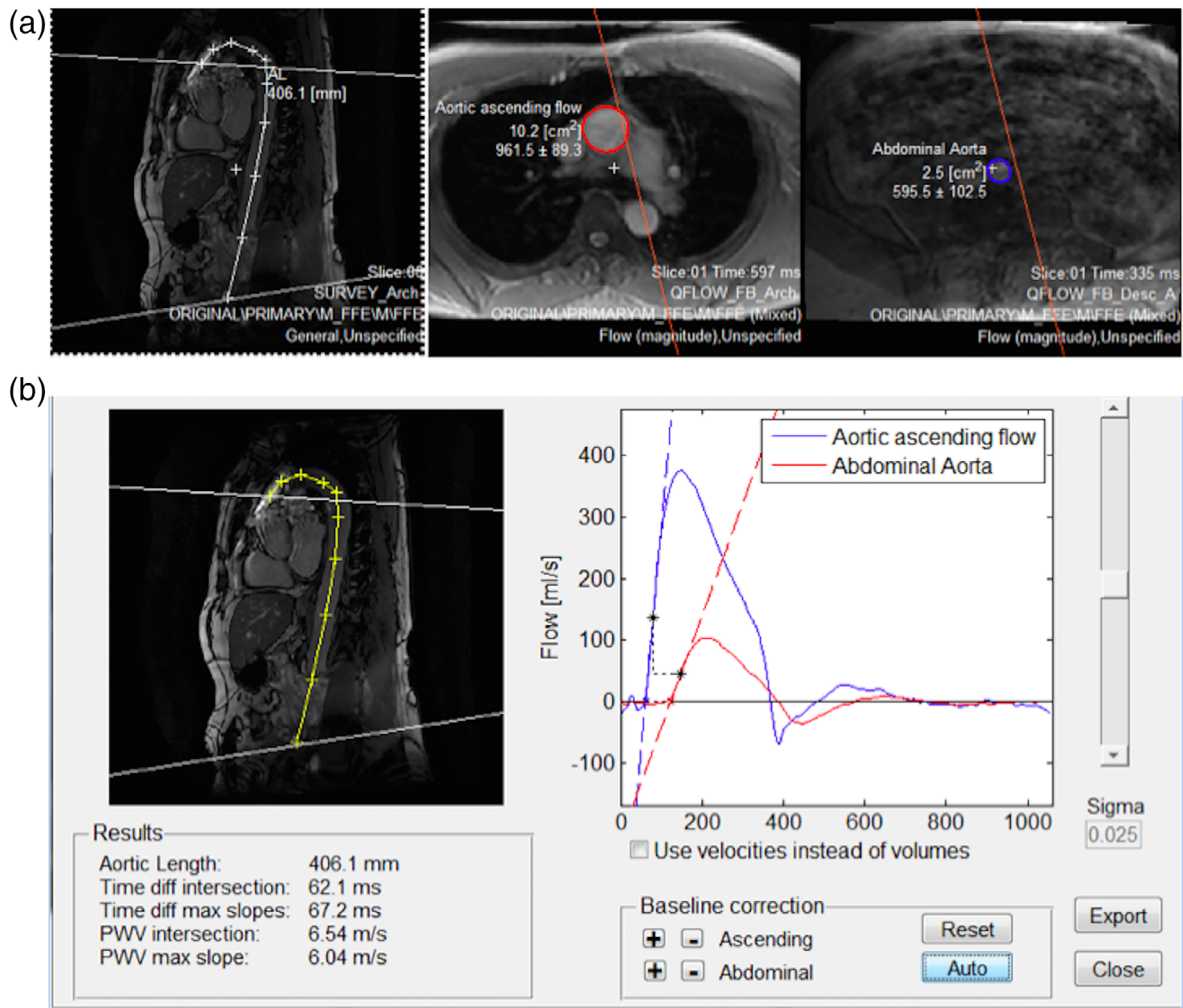 (a)
AL
406.1 [mm]
Slice:06
SURVEY_Arch
ORIGINAL\PRIMARY\M_FFE\M\FFE
General,Unspecified
Aortic ascending flow
10.2 [cm²]
961.5 ± 89.3
Slice:01 Time:597 ms
QFLOW_FB_Arch
ORIGINAL\PRIMARY\M_FFE\M\FFE (Mixed)
Flow (magnitude),Unspecified
Abdominal Aorta
2.5 [cm²]
595.5 ± 102.5
Slice:01 Time:335 ms
QFLOW_FB_Desc_A
ORIGINAL\PRIMARY\M_FFE\M\FFE (Mixed)
Flow (magnitude),Unspecified
(b)
Aortic ascending flow
Abdominal Aorta
Flow [ml/s]
400
300
200
100
0
-100
0 200 400 600 800 1000
Use velocities instead of volumes
Sigma
0.025
Results
Aortic Length: 406.1 mm
Time diff intersection: 62.1 ms
Time diff max slopes: 67.2 ms
PWV intersection: 6.54 m/s
PWV max slope: 6.04 m/s
Baseline correction
+ - Ascending
+ - Abdominal
Reset
Auto
Export
Close